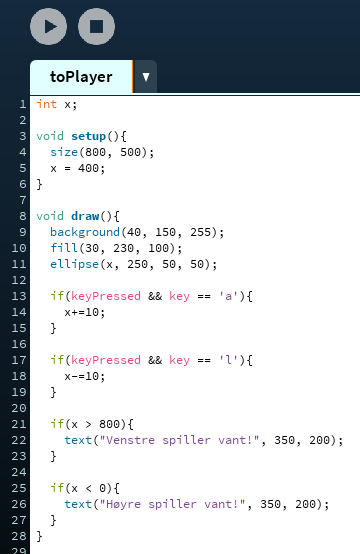 toPlayer ▼
1 int x;
2
3 void setup(){
4   size(800, 500);
5   x = 400;
6 }
7
8 void draw(){
9   background(40, 150, 255);
10   fill(30, 230, 100);
11   ellipse(x, 250, 50, 50);
12
13   if(keyPressed && key == 'a'){
14     x+=10;
15   }
16
17   if(keyPressed && key == 'l'){
18     x-=10;
19   }
20
21   if(x > 800){
22     text("Venstre spiller vant!", 350, 200);
23   }
24
25   if(x < 0){
26     text("Høyre spiller vant!", 350, 200);
27   }
28 }
29